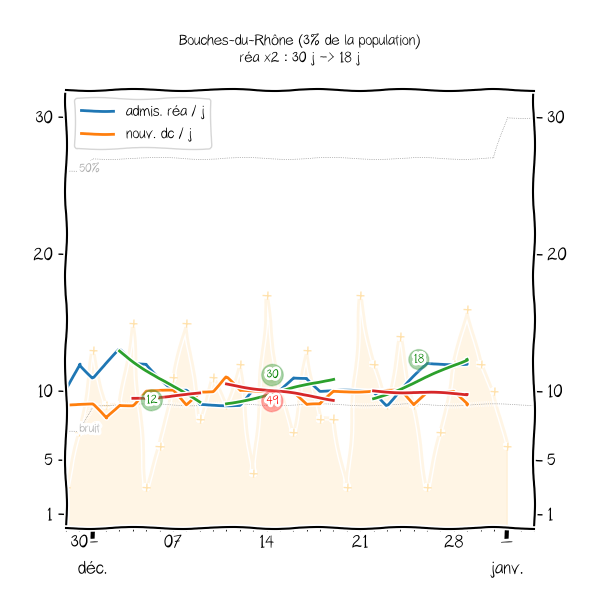 Bouches-du-Rhône (3% de la population)
réa x2 : 30 j -> 18 j
admis. réa / j
nouv. dc / j
30 30
50%
20 20
18
30
12
49
10 10
bruit
5 5
1 1
30 07 14 21 28
déc. janv.